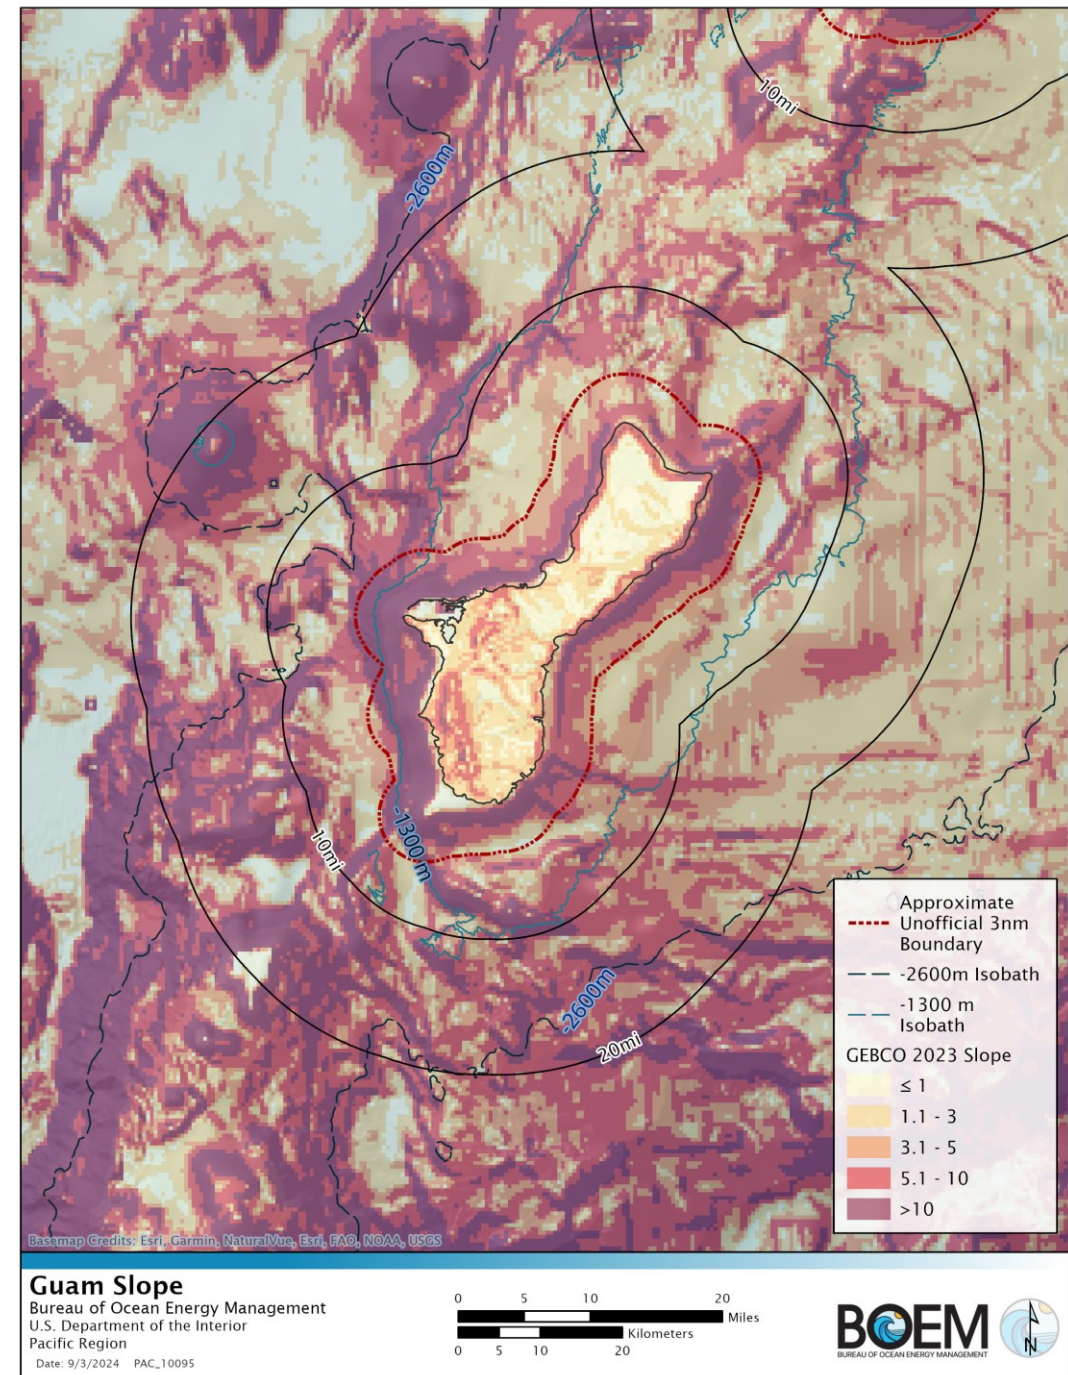 10mi
-2600m
-1300 m
10mi
-2600m
20mi
Approximate
Unofficial 3nm
Boundary
-2600m Isobath
-1300 m
Isobath
GEBCO 2023 Slope
≤ 1
1.1 - 3
3.1 - 5
5.1 - 10
>10
Basemap Credits: Esri, Garmin, NaturalVue, Esri, FAO, NOAA, USGS
Guam Slope
Bureau of Ocean Energy Management
U.S. Department of the Interior
Pacific Region
Date: 9/3/2024 PAC_10095
0 5 10 20
Miles
Kilometers
0 5 10 20
BOEM
BUREAU OF OCEAN ENERGY MANAGEMENT
N